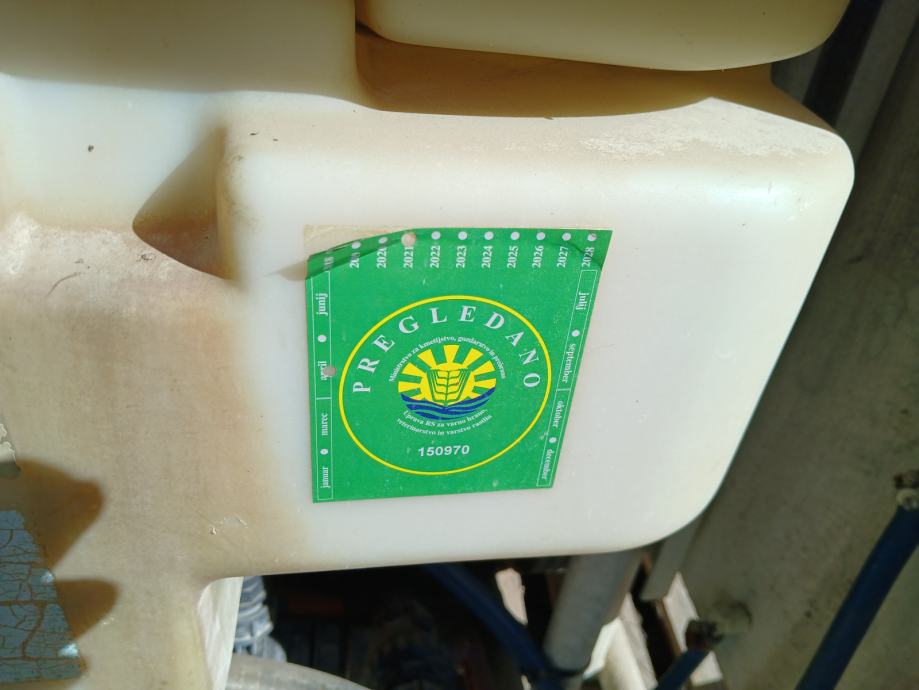 2020
2021
2022
2023
2024
2025
2026
2027
2028
junij
april
marec
januar
julij
september
oktober
december
PREGLEDANO
Ministrstvo za kmetijstvo, gozdarstvo in prehrano
Uprava RS za varno hrano,
veterinarstvo in varstvo rastlin
150970